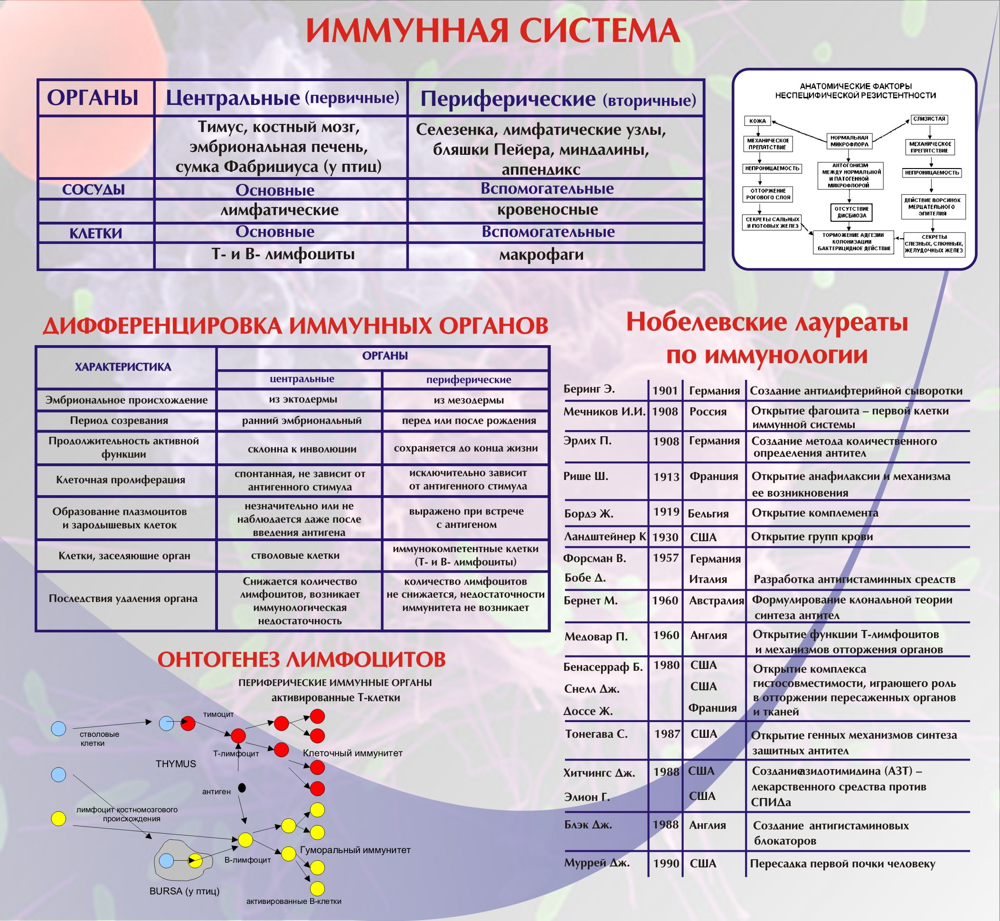 ИММУННАЯ СИСТЕМА
ОРГАНЫ
Центральные (первичные)
Периферические (вторичные)
Тимус, костный мозг,
эмбриональная печень,
сумка Фабрициуса (у птиц)
Селезенка, лимфатические узлы,
бляшки Пейера, миндалины,
аппендикс
СОСУДЫ
Основные
Вспомогательные
лимфатические
кровеносные
КЛЕТКИ
Основные
Вспомогательные
Т- и В- лимфоциты
макрофаги
АНАТОМИЧЕСКИЕ ФАКТОРЫ
НЕСПЕЦИФИЧЕСКОЙ РЕЗИСТЕНТНОСТИ
КОЖА
МЕХАНИЧЕСКОЕ
ПРЕПЯТСТВИЕ
НЕПРОНИЦАЕМОСТЬ
ОТТОРЖЕНИЕ
РОГОВОГО СЛОЯ
СЕКРЕТЫ САЛЬНЫХ
И ПОТОВЫХ ЖЕЛЕЗ
НОРМАЛЬНАЯ
МИКРОФЛОРА
АНТОГОНИЗМ
МЕЖДУ НОРМАЛЬНОЙ
И ПАТОГЕННОЙ
МИКРОФЛОРОЙ
ОТСУТСТВИЕ
ДИСБИОЗА
ТОРМОЖЕНИЕ АДГЕЗИИ
КОЛОНИЗАЦИИ
БАКТЕРИЦИДНОЕ ДЕЙСТВИЕ
СЛИЗИСТАЯ
МЕХАНИЧЕСКОЕ
ПРЕПЯТСТВИЕ
НЕПРОНИЦАЕМОСТЬ
ДЕЙСТВИЕ ВОРСИНОК
МЕРЦАТЕЛЬНОГО
ЭПИТЕЛИЯ
СЕКРЕТЫ
СЛЕЗНЫХ, СЛЮННЫХ,
ЖЕЛУДОЧНЫХ ЖЕЛЕЗ
ДИФФЕРЕНЦИРОВКА ИММУННЫХ ОРГАНОВ
ХАРАКТЕРИСТИКА
ОРГАНЫ
центральные
периферические
Эмбриональное происхождение
из эктодермы
из мезодермы
Период созревания
ранний эмбриональный
перед или после рождения
Продолжительность активной
функции
склонна к инволюции
сохраняется до конца жизни
Клеточная пролиферация
спонтанная, не зависит от
антигенного стимула
исключительно зависит
от антигенного стимула
Образование плазмоцитов
и зародышевых клеток
незначительно или не
наблюдается даже после
введения антигена
выражено при встрече
с антигеном
Клетки, заселяющие орган
стволовые клетки
иммунокомпетентные клетки
(Т- и В- лимфоциты)
Последствия удаления органа
Снижается количество
лимфоцитов, возникает
иммунологическая
недостаточность
количество лимфоцитов
не снижается, недостаточности
иммунитета не возникает
ОНТОГЕНЕЗ ЛИМФОЦИТОВ
ПЕРИФЕРИЧЕСКИЕ ИММУННЫЕ ОРГАНЫ
активированные Т-клетки
тимоцит
стволовые
клетки
THYMUS
Т-лимфоцит
Клеточный иммунитет
антиген
лимфоцит костномозгового
происхождения
Гуморальный иммунитет
В-лимфоцит
BURSA (у птиц)
активированные В-клетки
Нобелевские лауреаты
по иммунологии
Беринг Э. 1901 Германия Создание антидифтерийной сыворотки
Мечников И.И. 1908 Россия Открытие фагоцита – первой клетки
иммунной системы
Эрлих П. 1908 Германия Создание метода количественного
определения антител
Рише Ш. 1913 Франция Открытие анафилаксии и механизма
ее возникновения
Бордэ Ж. 1919 Бельгия Открытие комплемента
Ландштейнер К 1930 США Открытие групп крови
Форсман В. 1957 Германия
Бобе Д. Италия Разработка антигистаминных средств
Бернет М. 1960 Австралия Формулирование клональной теории
синтеза антител
Медовар П. 1960 Англия Открытие функции Т-лимфоцитов
и механизмов отторжения органов
Бенасерраф Б. 1980 США Открытие комплекса
гистосовместимости, играющего роль
Снелл Дж. США
в отторжении пересаженных органов
Доссе Ж. Франция и тканей
Тонегава С. 1987 США Открытие генных механизмов синтеза
защитных антител
Хитчингс Дж. 1988 США Создание азидотимидина (АЗТ) –
лекарственного средства против
Элион Г. США СПИДа
Блэк Дж. 1988 Англия Создание антигистаминовых
блокаторов
Муррей Дж. 1990 США Пересадка первой почки человеку